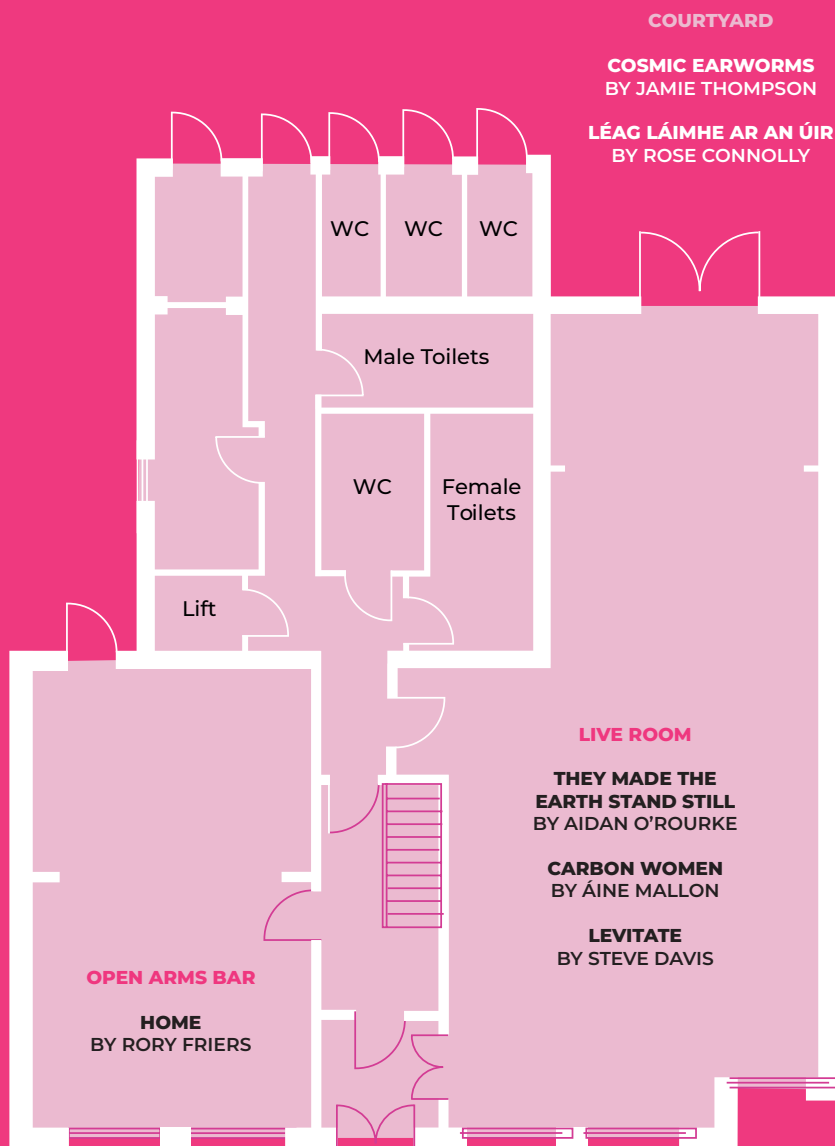 COURTYARD
COSMIC EARWORMS
BY JAMIE THOMPSON
LÉAG LÁIMHE AR AN ÚIR
BY ROSE CONNOLLY
WC
WC
WC
Male Toilets
WC
Female
Toilets
Lift
LIVE ROOM
THEY MADE THE
EARTH STAND STILL
BY AIDAN O’ROURKE
CARBON WOMEN
BY ÁINE MALLON
LEVITATE
BY STEVE DAVIS
OPEN ARMS BAR
HOME
BY RORY FRIERS